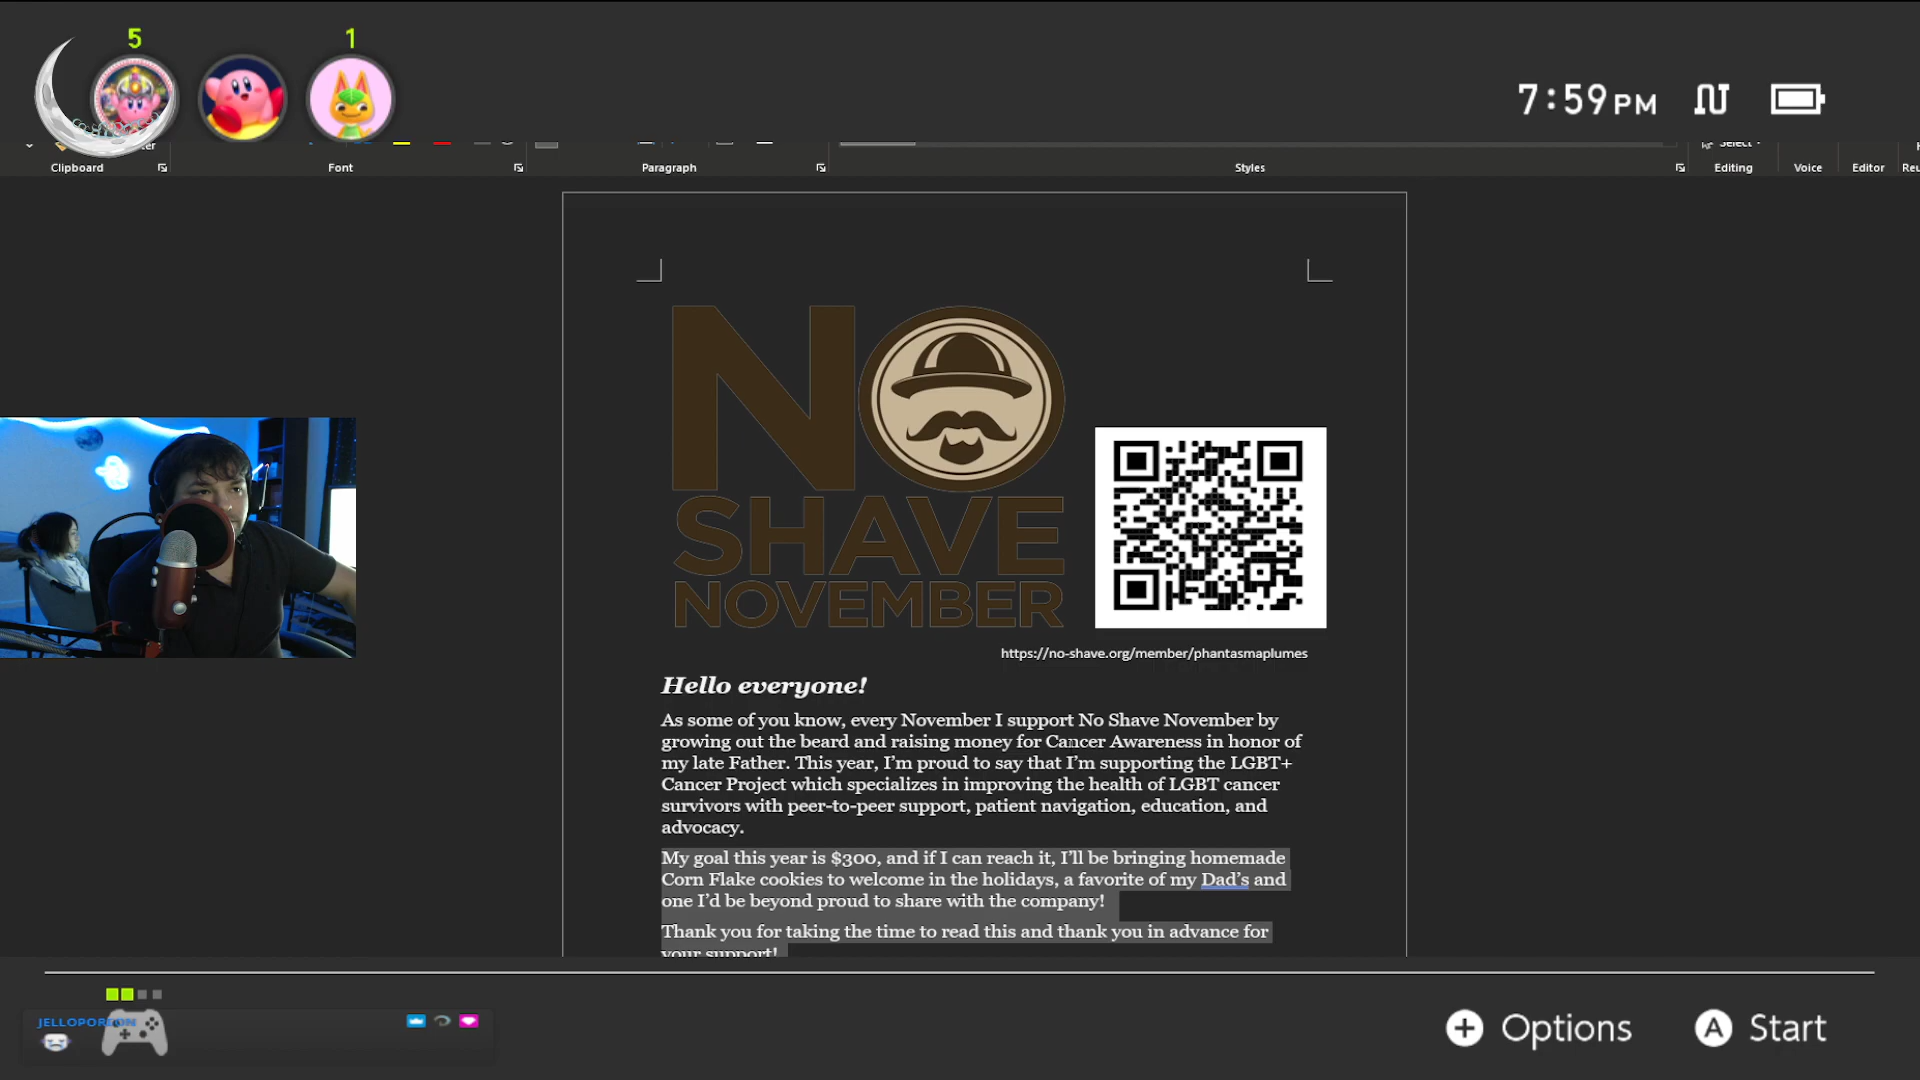 5
1
7:59 PM
Select
Clipboard
Font
Paragraph
Styles
Editing
Voice
Editor
NO
SHAVE
NOVEMBER
https://no-shave.org/member/phantasmaplumes
Hello everyone!
As some of you know, every November I support No Shave November by
growing out the beard and raising money for Cancer Awareness in honor of
my late Father. This year, I'm proud to say that I'm supporting the LGBT+
Cancer Project which specializes in improving the health of LGBT cancer
survivors with peer-to-peer support, patient navigation, education, and
advocacy.
My goal this year is $300, and if I can reach it, I'll be bringing homemade
Corn Flake cookies to welcome in the holidays, a favorite of my Dad's and
one I'd be beyond proud to share with the company!
Thank you for taking the time to read this and thank you in advance for
your support!
Options
A Start